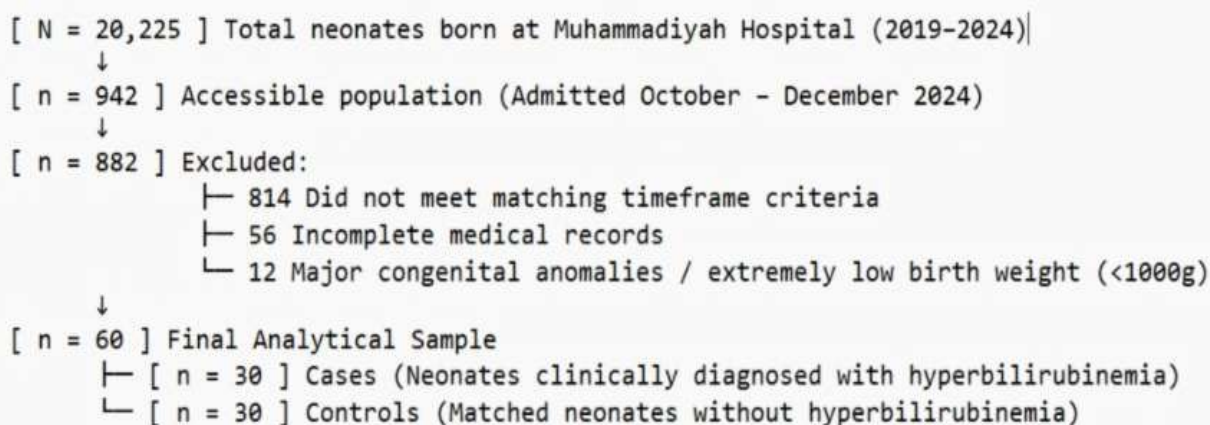 [ N = 20,225 ] Total neonates born at Muhammadiyah Hospital (2019–2024)
↓
[ n = 942 ] Accessible population (Admitted October – December 2024)
↓
[ n = 882 ] Excluded:
├─ 814 Did not meet matching timeframe criteria
├─ 56 Incomplete medical records
└─ 12 Major congenital anomalies / extremely low birth weight (<1000g)
↓
[ n = 60 ] Final Analytical Sample
├─ [ n = 30 ] Cases (Neonates clinically diagnosed with hyperbilirubinemia)
└─ [ n = 30 ] Controls (Matched neonates without hyperbilirubinemia)